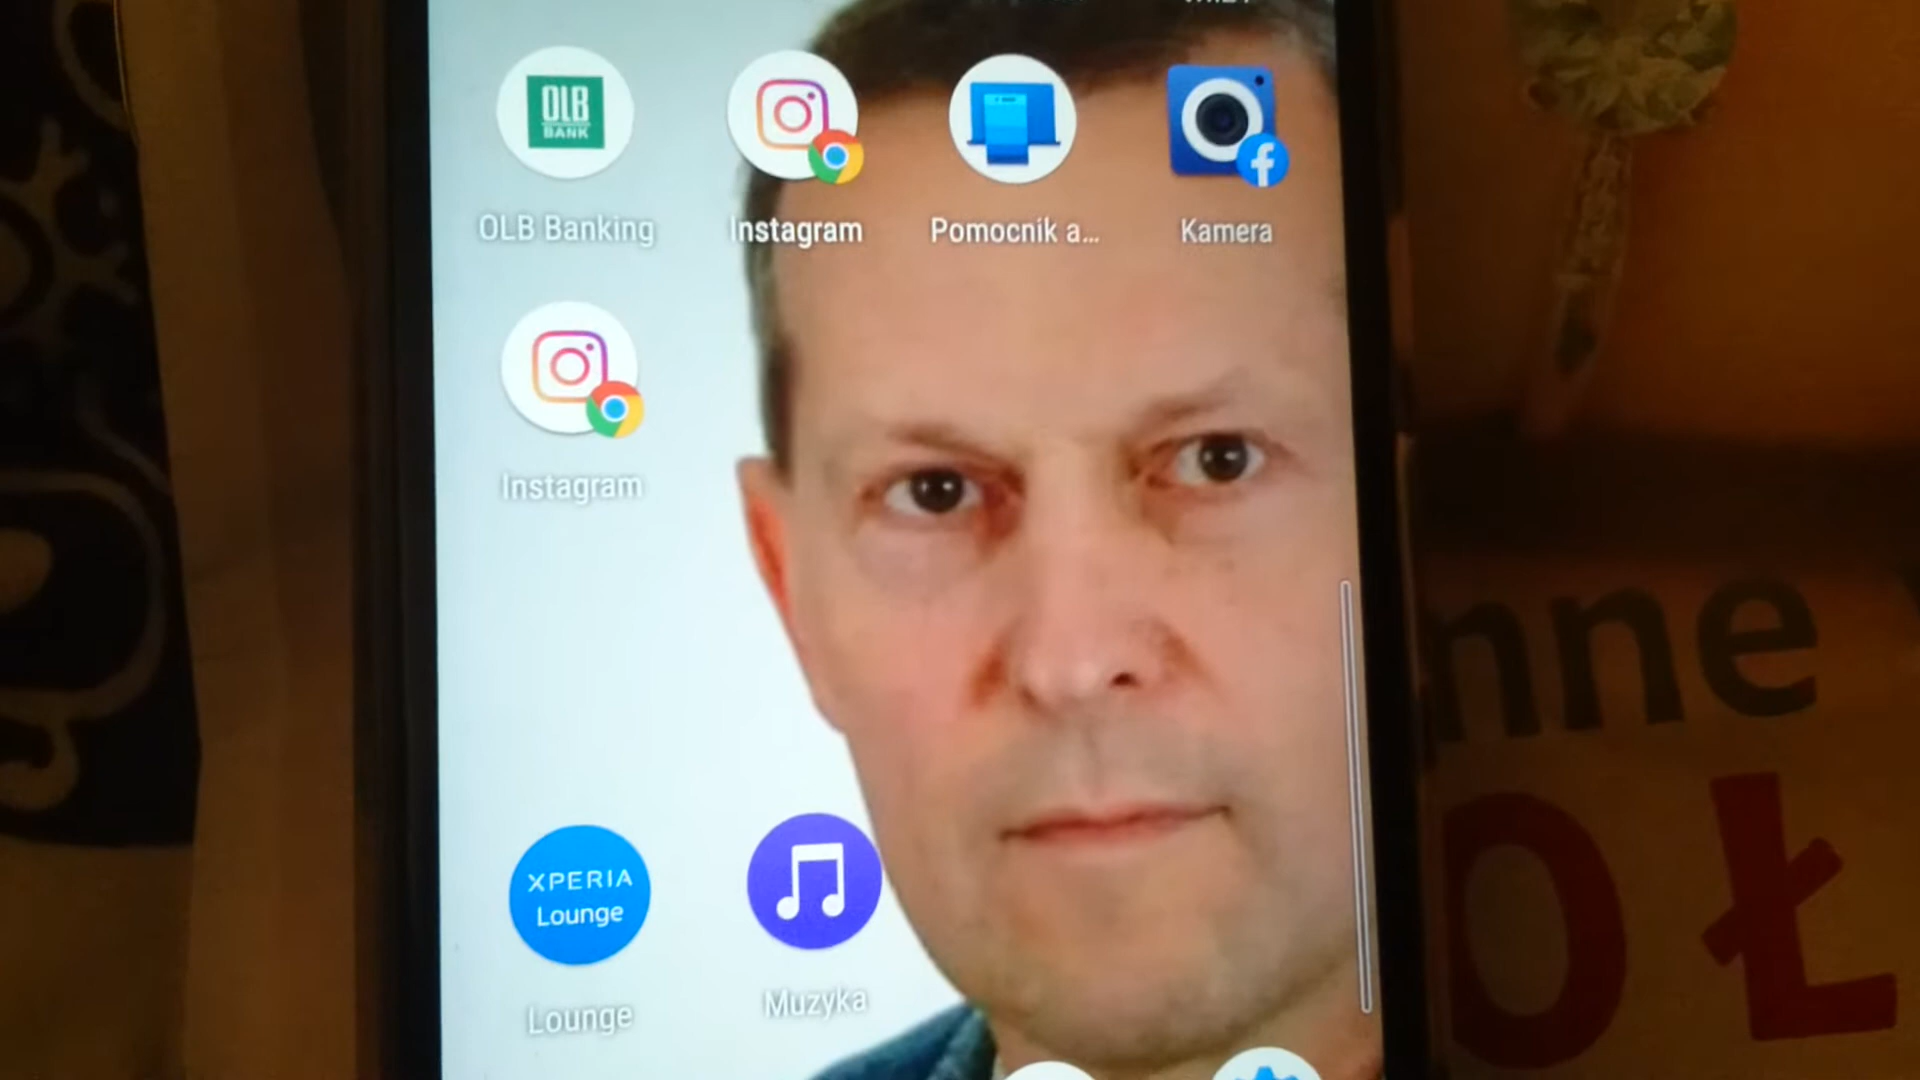 OLB
BANK
OLB Banking
Instagram
Pomocnik a...
Kamera
Instagram
XPERIA
Lounge
Lounge
Muzyka
nne
OŁ